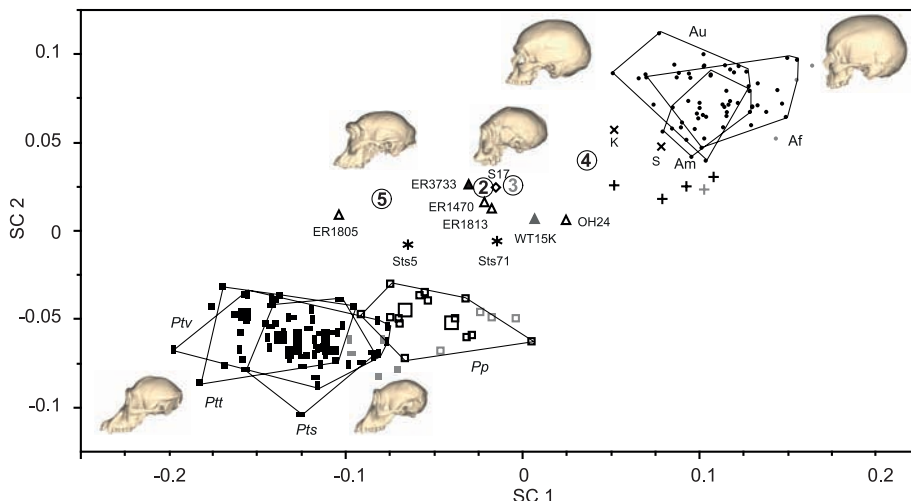 0.1
Au
K
S
Am
Af
0.05
SC 2
4
ER3733
S17
2
3
5
ER1470
ER1813
ER1805
WT15K
OH24
0
Sts5
Sts71
-0.05
Ptv
Ptt
Pts
Pp
-0.1
-0.2
-0.1
0
0.1
0.2
SC 1